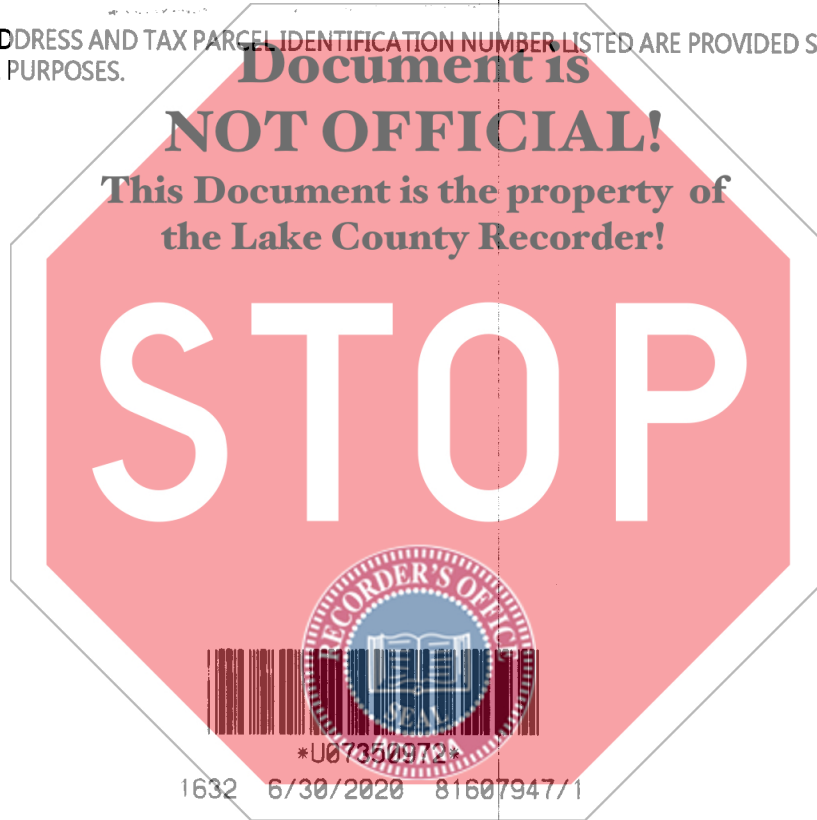 DDRESS AND TAX PARCEL IDENTIFICATION NUMBER LISTED ARE PROVIDED S
PURPOSES.
Document is
NOT OFFICIAL!
This Document is the property of
the Lake County Recorder!
STOP
RECORDER'S OFFICE
SEAL
*U07350972*
1632 6/30/2020 81607947/1